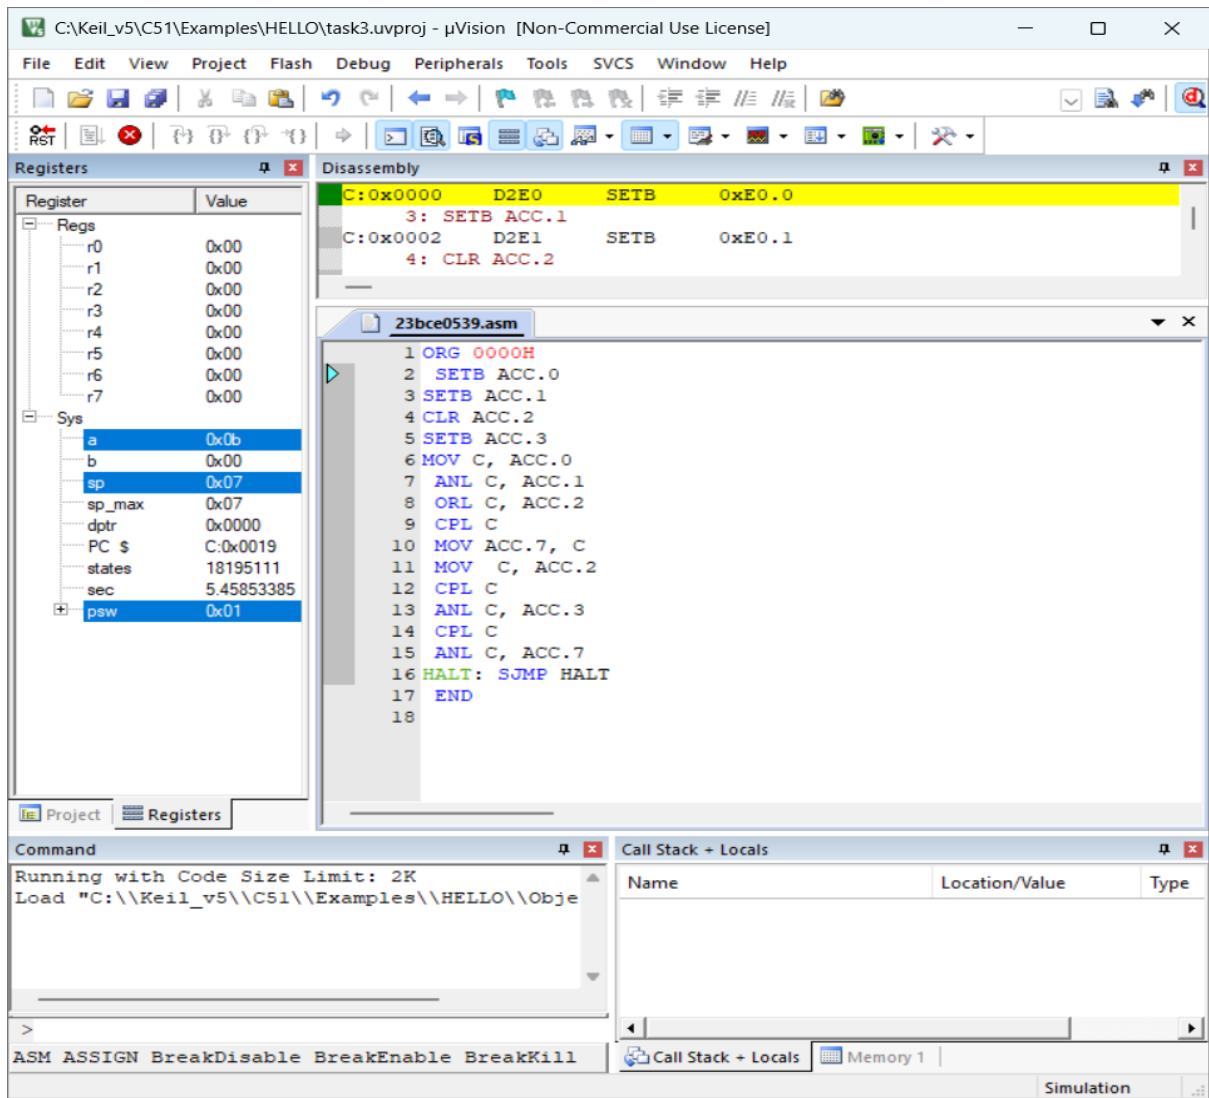 C:\Keil_v5\C51\Examples\HELLO\task3.uvproj - µVision  [Non-Commercial Use License]
File Edit View Project Flash Debug Peripherals Tools SVCS Window Help
RST
Registers
Register Value
Regs
r0 0x00
r1 0x00
r2 0x00
r3 0x00
r4 0x00
r5 0x00
r6 0x00
r7 0x00
Sys
a 0x0b
b 0x00
sp 0x07
sp_max 0x07
dptr 0x0000
PC $ C:0x0019
states 18195111
sec 5.45853385
psw 0x01
Project Registers
Disassembly
C:0x0000 D2E0 SETB 0xE0.0
3: SETB ACC.1
C:0x0002 D2E1 SETB 0xE0.1
4: CLR ACC.2
23bce0539.asm
1 ORG 0000H
2 SETB ACC.0
3 SETB ACC.1
4 CLR ACC.2
5 SETB ACC.3
6 MOV C, ACC.0
7 ANL C, ACC.1
8 ORL C, ACC.2
9 CPL C
10 MOV ACC.7, C
11 MOV  C, ACC.2
12 CPL C
13 ANL C, ACC.3
14 CPL C
15 ANL C, ACC.7
16 HALT: SJMP HALT
17 END
18
Command
Running with Code Size Limit: 2K
Load "C:\\Keil_v5\\C51\\Examples\\HELLO\\Obje
>
ASM ASSIGN BreakDisable BreakEnable BreakKill
Call Stack + Locals
Name Location/Value Type
Call Stack + Locals Memory 1
Simulation